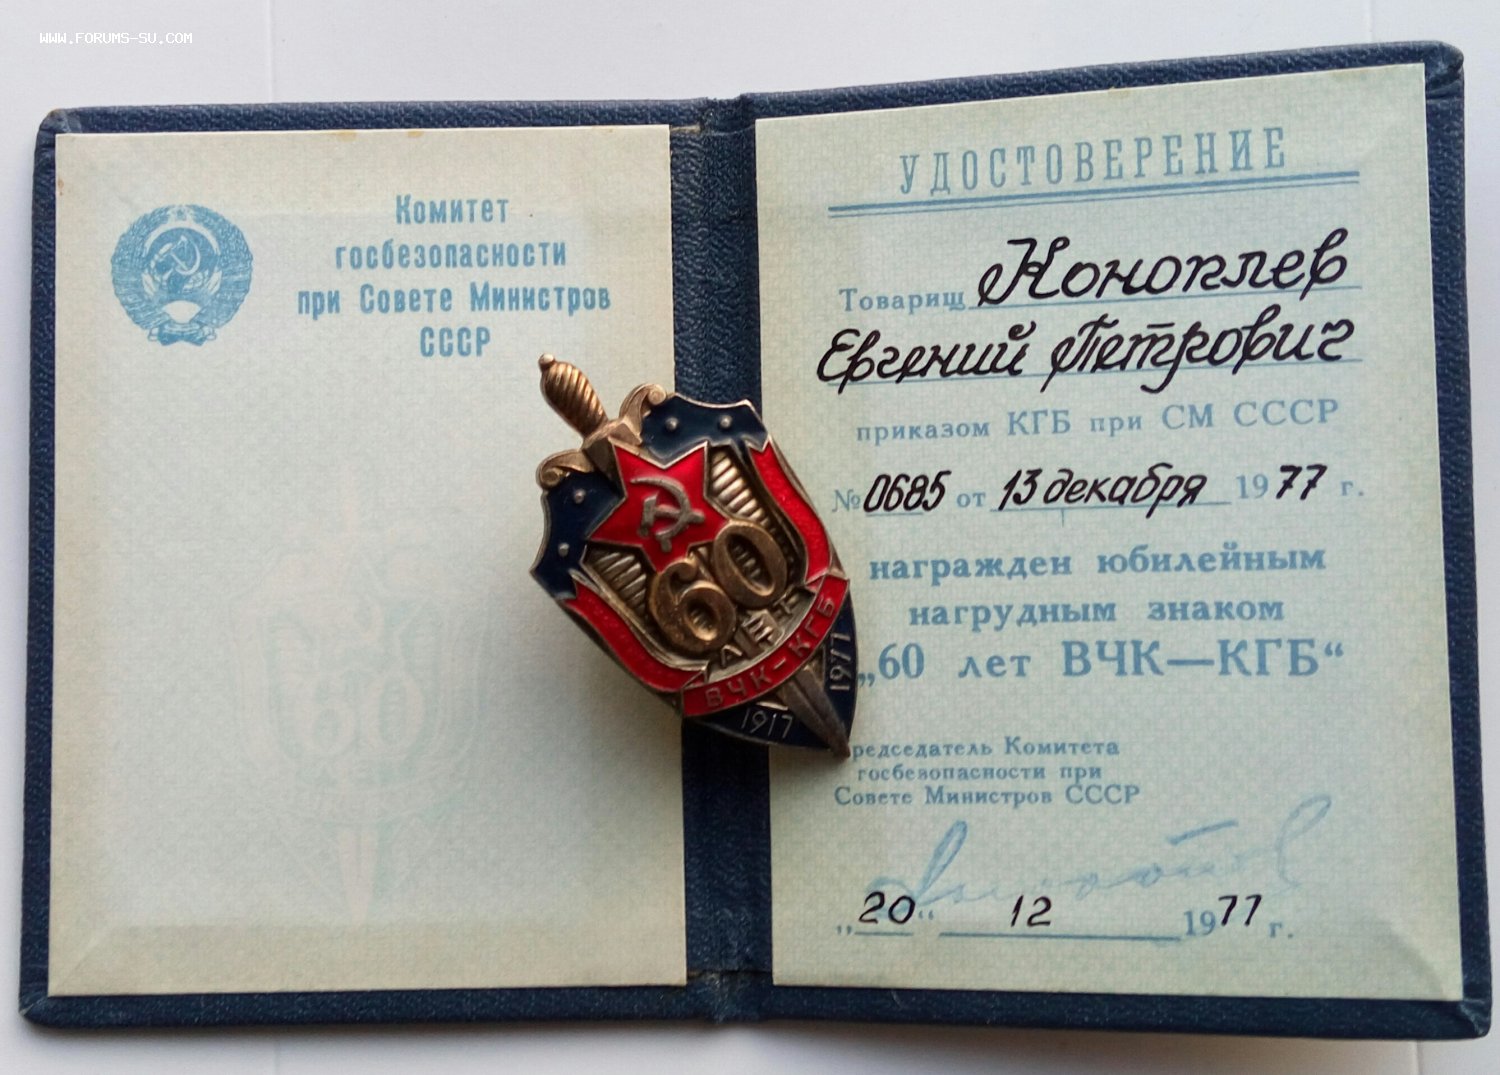 WWW.FORUMS-SU.COM
Комитет
госбезопасности
при Совете Министров
СССР
УДОСТОВЕРЕНИЕ
Товарищ Коноплев
Евгений Петрович
приказом КГБ при СМ СССР
№ 0685 от 13 декабря 1977 г.
награжден юбилейным
нагрудным знаком
„60 лет ВЧК—КГБ“
редседатель Комитета
госбезопасности при
Совете Министров СССР
„20“ 12 1977 г.
60
ЛЕТ
ВЧК-КГБ
1917
1977